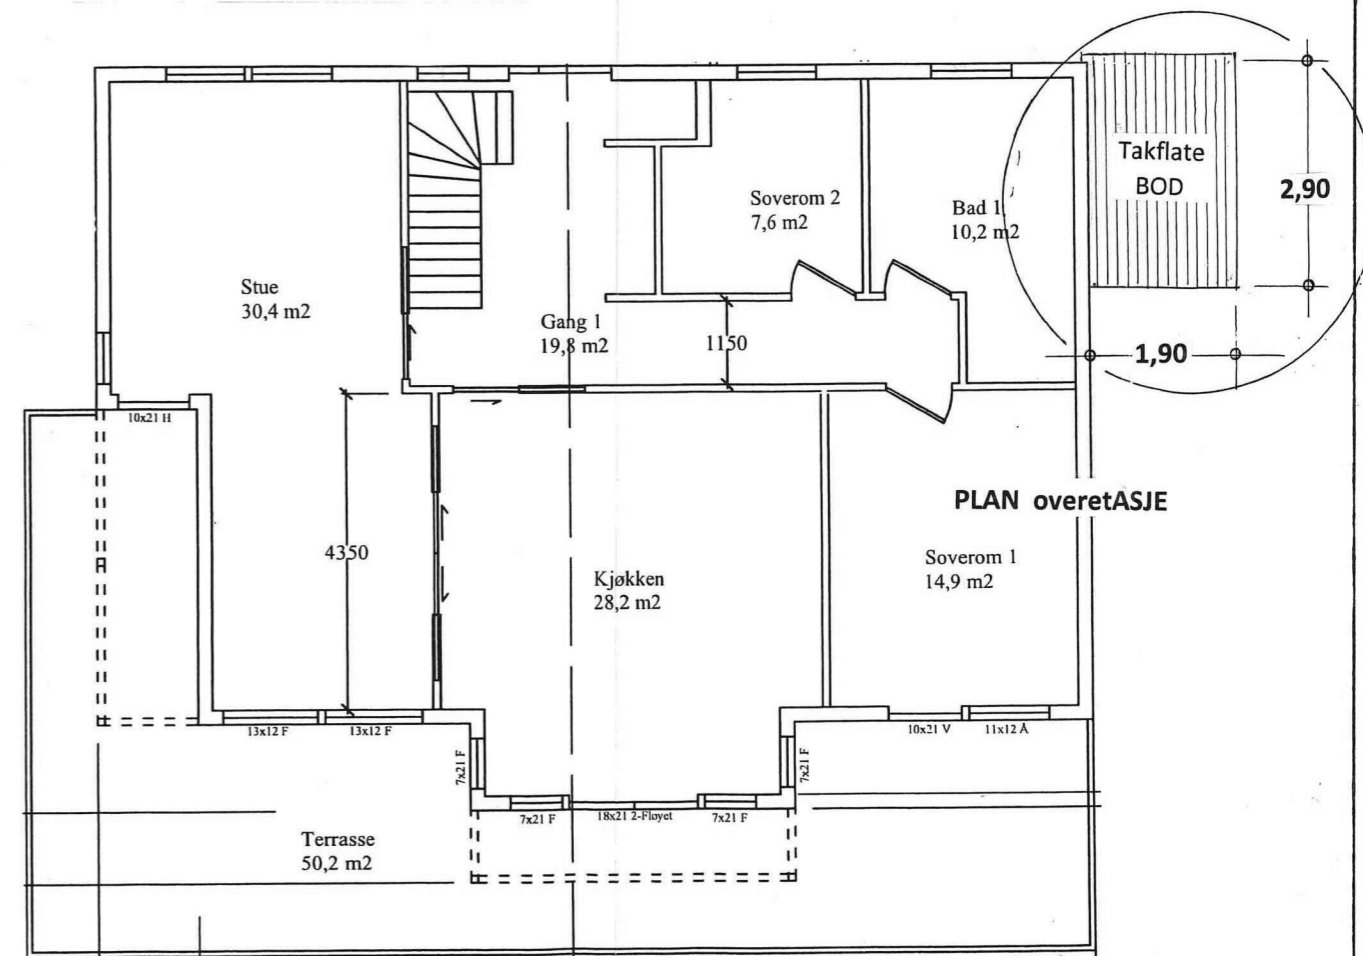 Takflate
BOD
2,90
1,90
Soverom 2
7,6 m2
Bad 1
10,2 m2
Stue
30,4 m2
Gang 1
19,8 m2
1150
10x21 H
4350
PLAN overetASJE
Kjøkken
28,2 m2
Soverom 1
14,9 m2
13x12 F
13x12 F
10x21 V
11x12 Å
7x21 F
7x21 F
7x21 F
18x21 2-Fløyet
7x21 F
Terrasse
50,2 m2